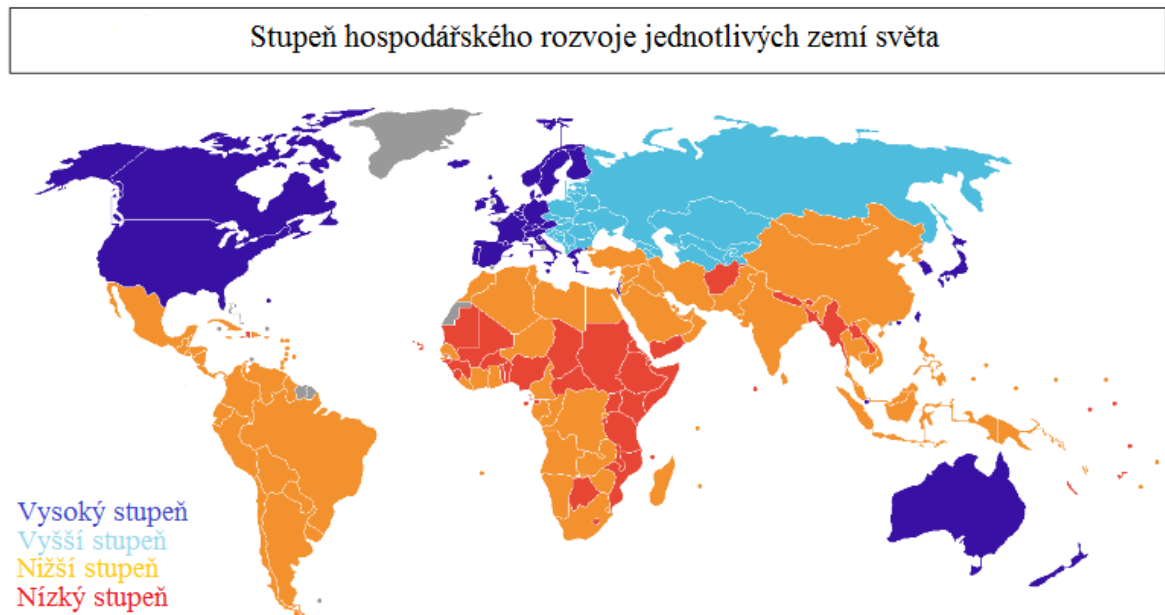 Stupeň hospodářského rozvoje jednotlivých zemí světa
Vysoký stupeň
Vyšší stupeň
Nižší stupeň
Nízký stupeň